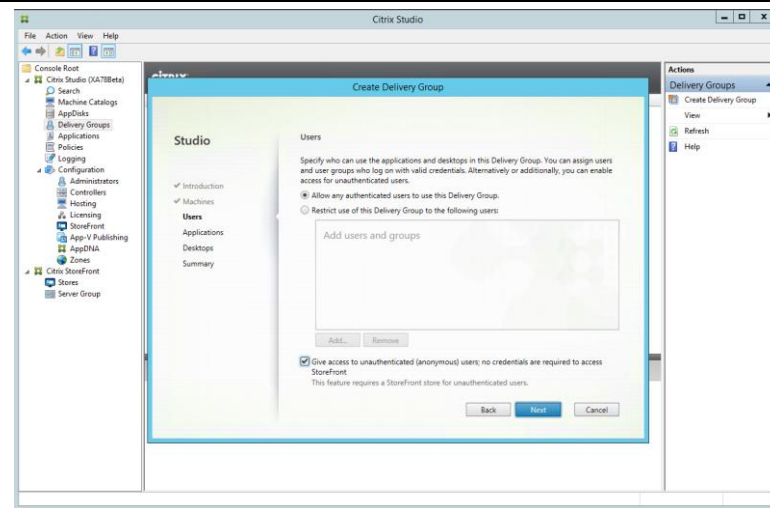 Citrix Studio
File Action View Help
Console Root
Citrix Studio (XA78Beta)
Search
Machine Catalogs
AppDisks
Delivery Groups
Applications
Policies
Logging
Configuration
Administrators
Controllers
Hosting
Licensing
StoreFront
App-V Publishing
AppDNA
Zones
Citrix StoreFront
Stores
Server Group
Create Delivery Group
Studio
Introduction
Machines
Users
Applications
Desktops
Summary
Users
Specify who can use the applications and desktops in this Delivery Group. You can assign users
and user groups who log on with valid credentials. Alternatively or additionally, you can enable
access for unauthenticated users.
Allow any authenticated users to use this Delivery Group.
Restrict use of this Delivery Group to the following users:
Add users and groups
Add... Remove
Give access to unauthenticated (anonymous) users; no credentials are required to access
StoreFront
This feature requires a StoreFront store for unauthenticated users.
Back Next Cancel
Actions
Delivery Groups
Create Delivery Group
View
Refresh
Help